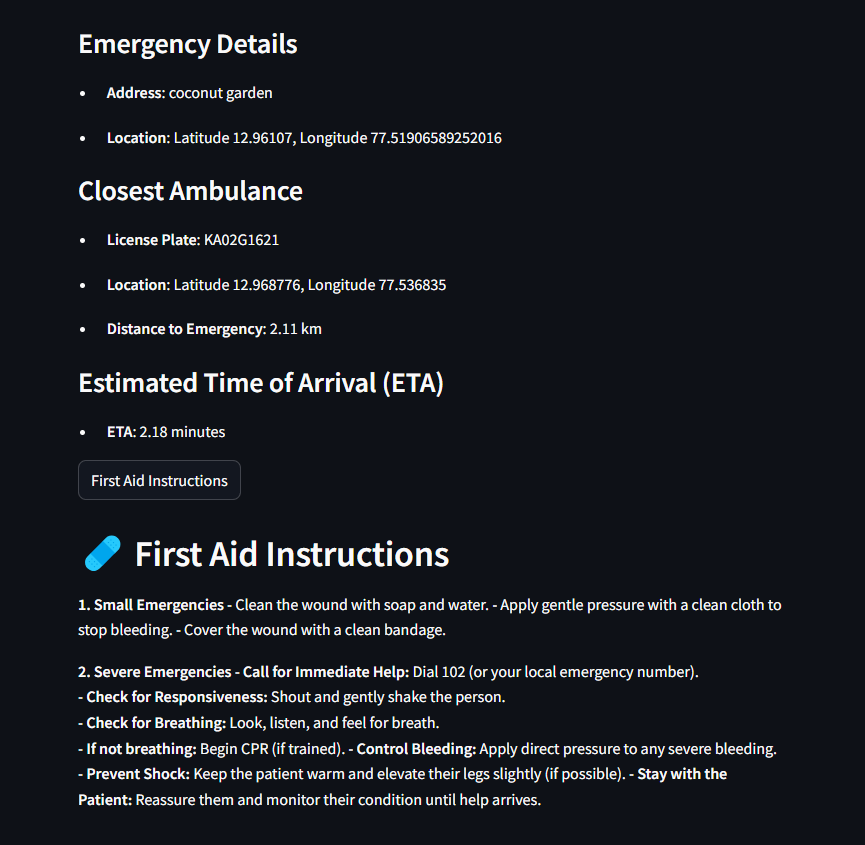 Emergency Details
• Address: coconut garden
• Location: Latitude 12.96107, Longitude 77.51906589252016
Closest Ambulance
• License Plate: KA02G1621
• Location: Latitude 12.968776, Longitude 77.536835
• Distance to Emergency: 2.11 km
Estimated Time of Arrival (ETA)
• ETA: 2.18 minutes
First Aid Instructions
First Aid Instructions
1. Small Emergencies - Clean the wound with soap and water. - Apply gentle pressure with a clean cloth to
stop bleeding. - Cover the wound with a clean bandage.
2. Severe Emergencies - Call for Immediate Help: Dial 102 (or your local emergency number).
- Check for Responsiveness: Shout and gently shake the person.
- Check for Breathing: Look, listen, and feel for breath.
- If not breathing: Begin CPR (if trained). - Control Bleeding: Apply direct pressure to any severe bleeding.
- Prevent Shock: Keep the patient warm and elevate their legs slightly (if possible). - Stay with the
Patient: Reassure them and monitor their condition until help arrives.